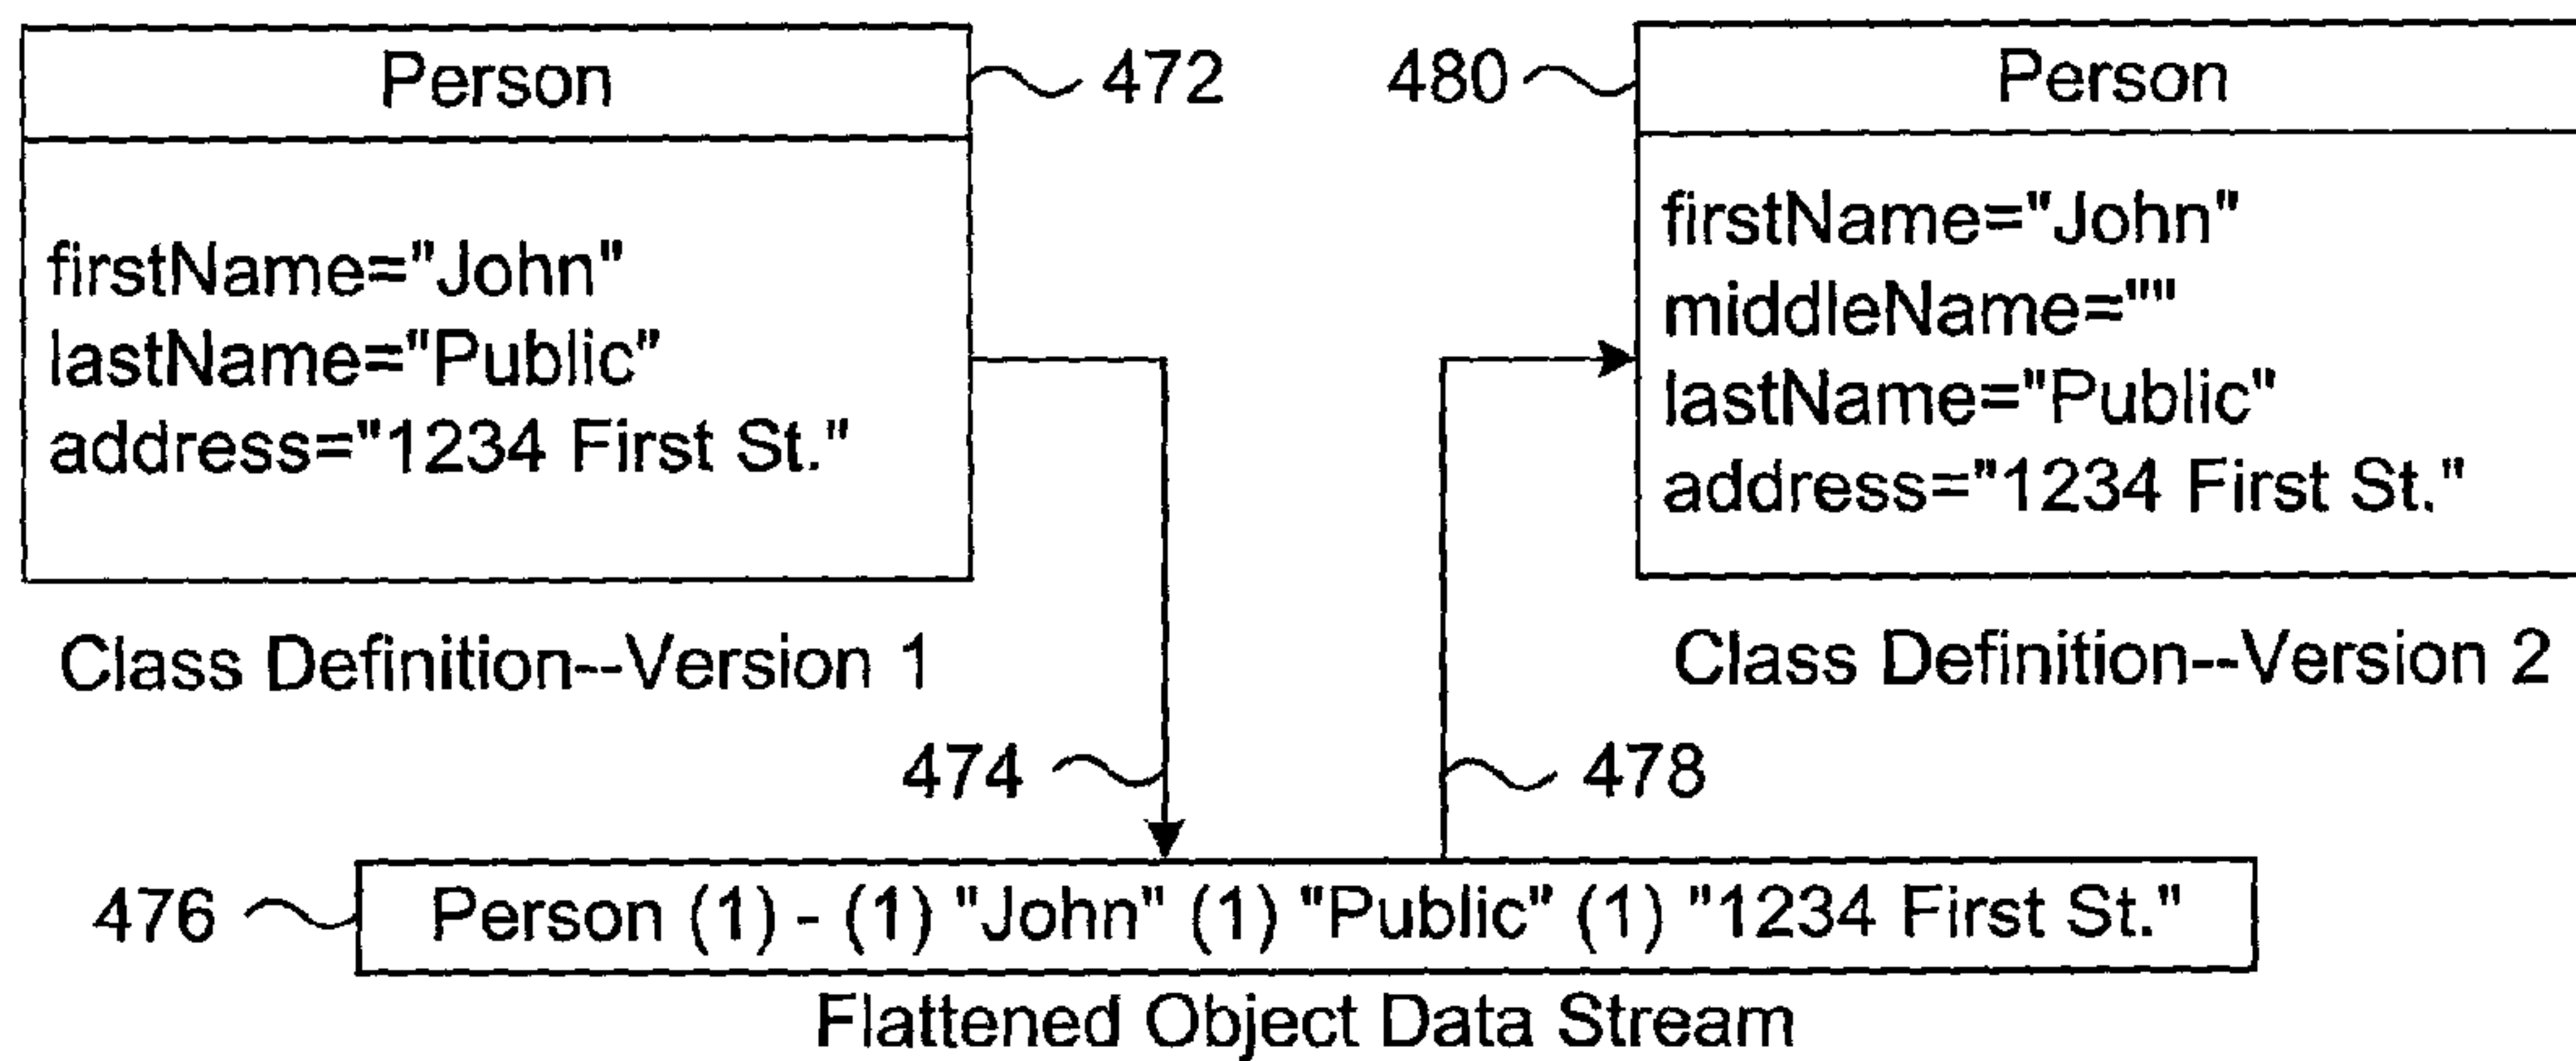 Person
472
firstName="John"
lastName="Public"
address="1234 First St."
Class Definition--Version 1
480
Person
firstName="John"
middleName=""
lastName="Public"
address="1234 First St."
Class Definition--Version 2
474
478
476
Person (1) - (1) "John" (1) "Public" (1) "1234 First St."
Flattened Object Data Stream